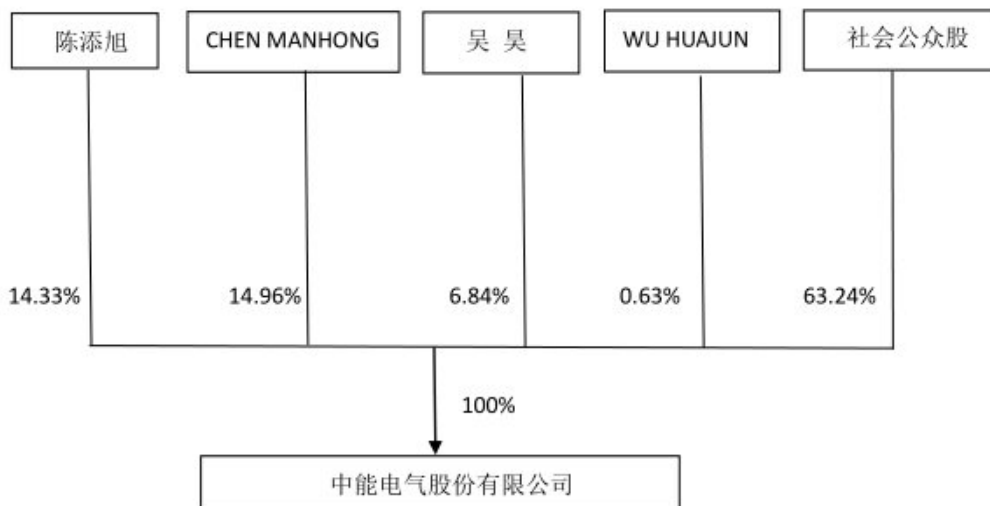 陈添旭
CHEN MANHONG
吴 昊
WU HUAJUN
社会公众股
14.33%
14.96%
6.84%
0.63%
63.24%
100%
中能电气股份有限公司